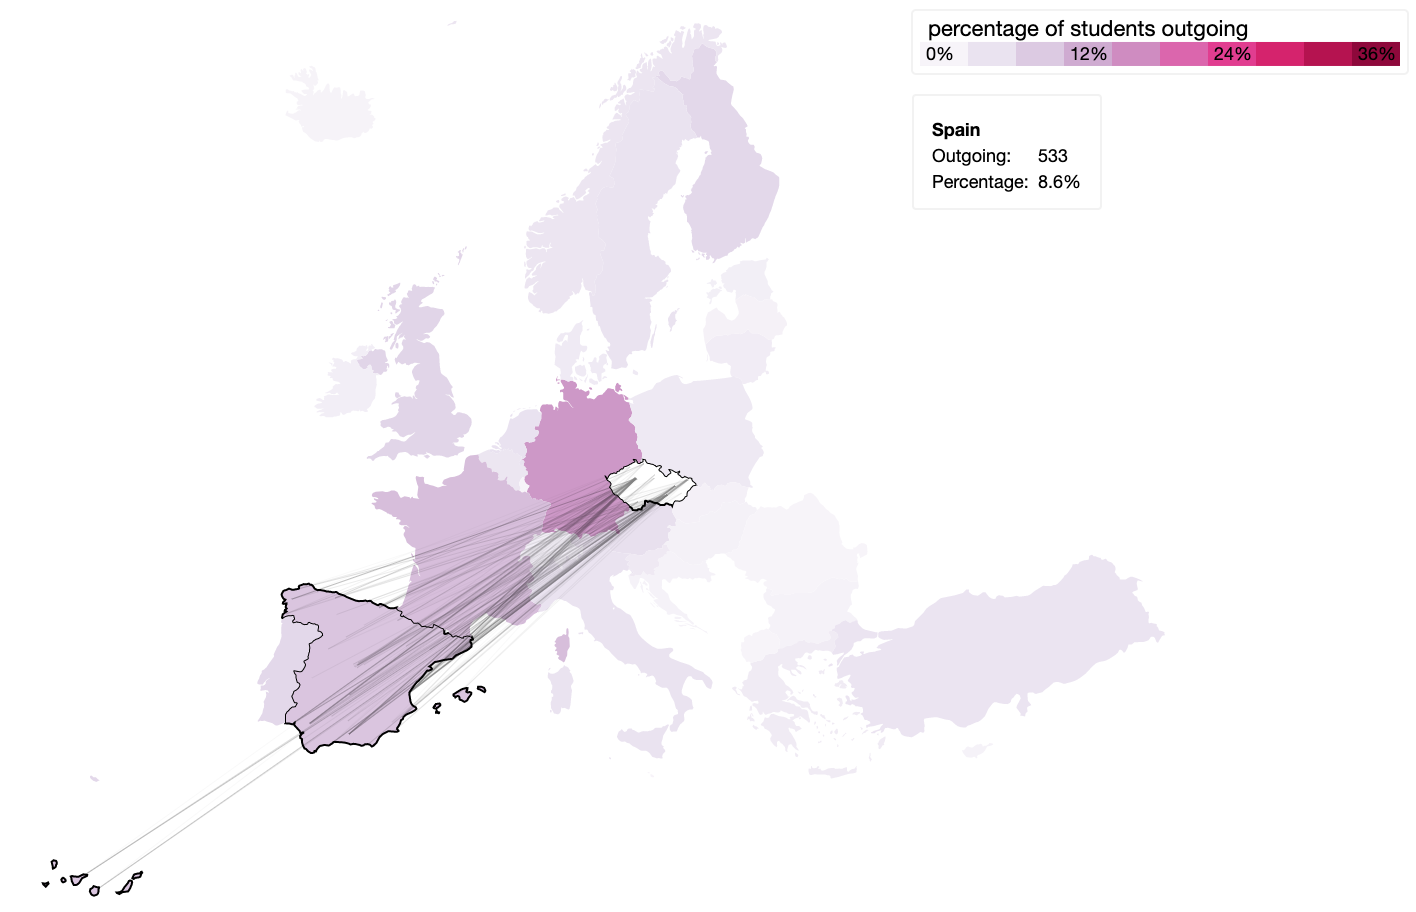 percentage of students outgoing
0% 12% 24% 36%
Spain
Outgoing: 533
Percentage: 8.6%